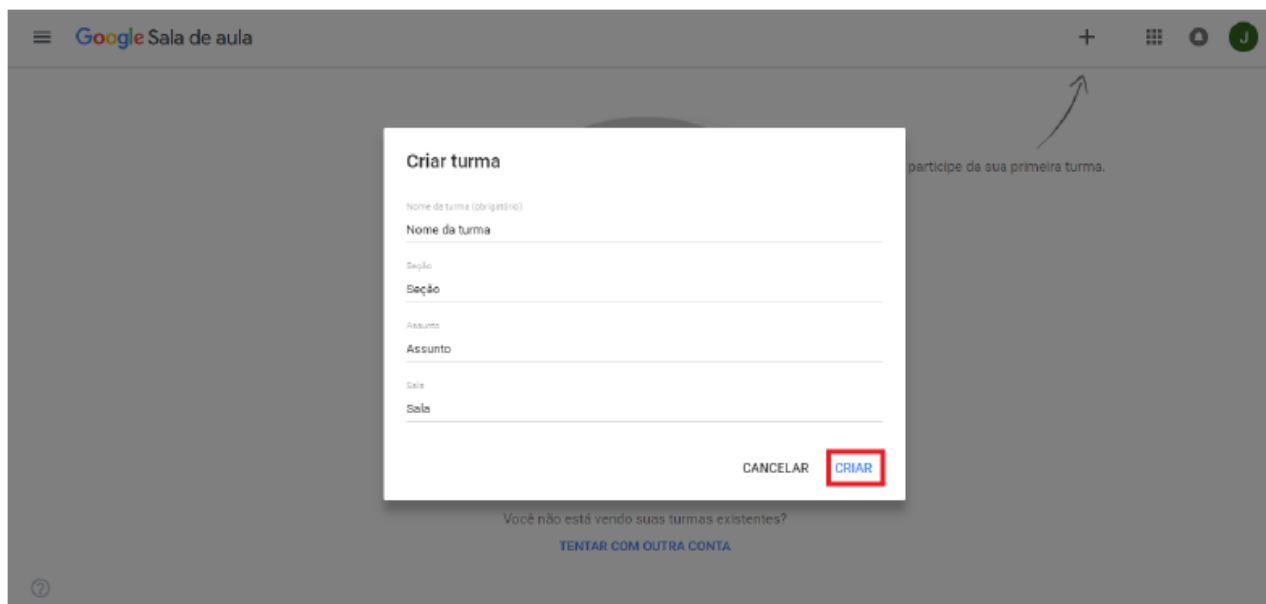 Google Sala de aula
J
participe da sua primeira turma.
Criar turma
Nome da turma (obrigatório)
Nome da turma
Seção
Seção
Assunto
Assunto
Sala
Sala
CANCELAR CRIAR
Você não está vendo suas turmas existentes?
TENTAR COM OUTRA CONTA